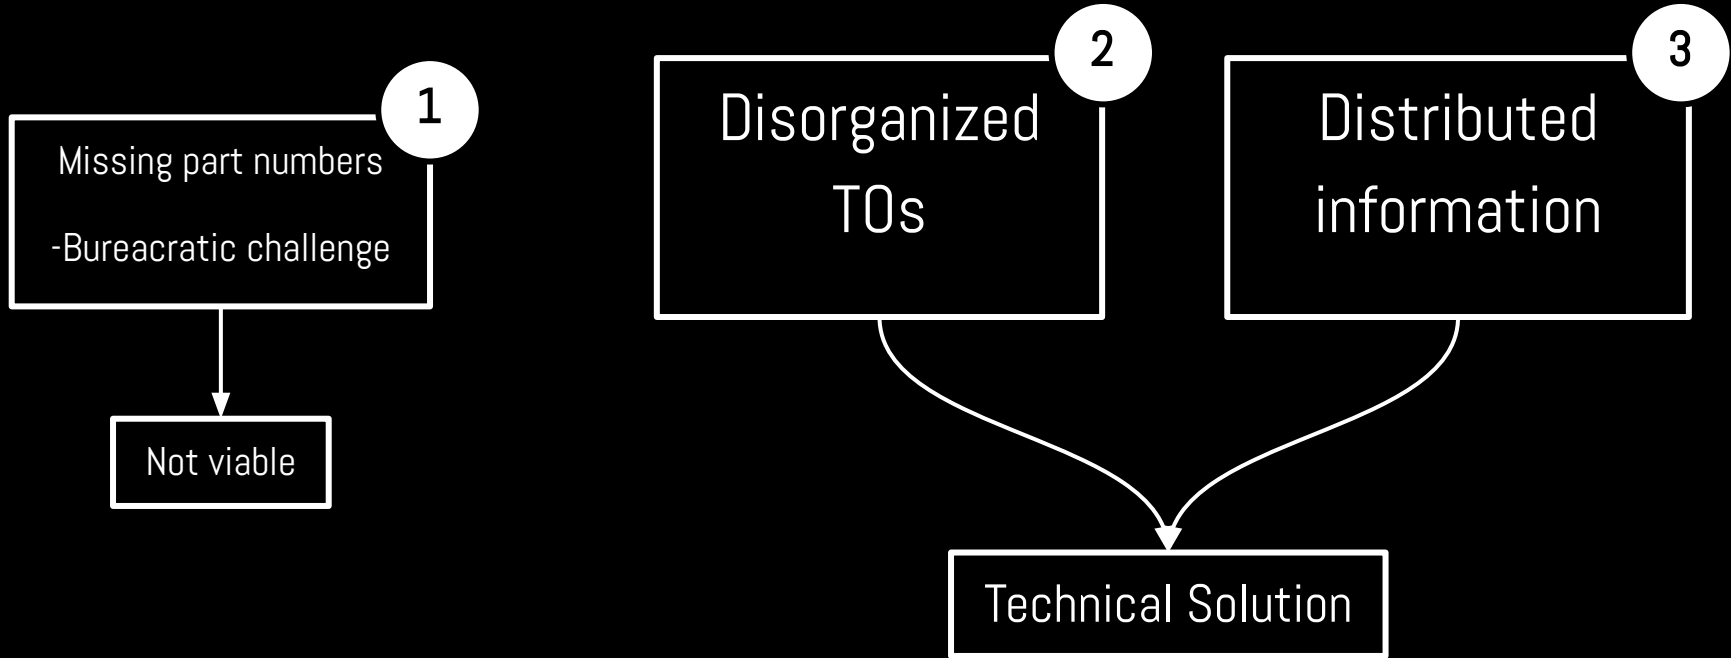 1
Missing part numbers
-Bureacratic challenge
Not viable
2
Disorganized
TOs
3
Distributed
information
Technical Solution